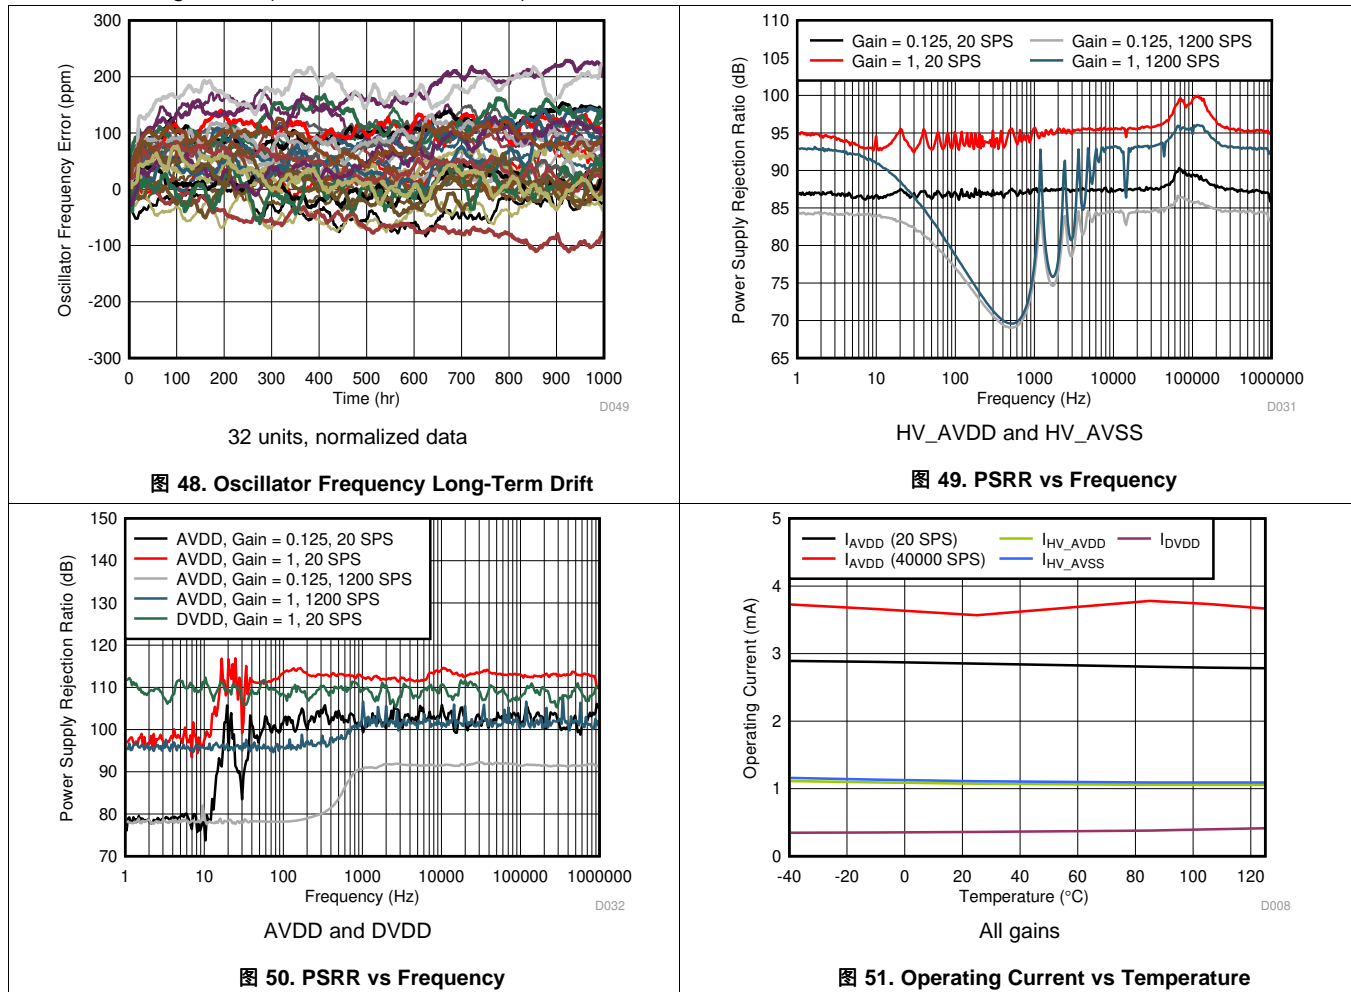 Oscillator Frequency Error (ppm)
300
200
100
0
-100
-200
-300
0 100 200 300 400 500 600 700 800 900 1000
Time (hr)
D049
32 units, normalized data
图 48. Oscillator Frequency Long-Term Drift
Power Supply Rejection Ratio (dB)
110
105
100
95
90
85
80
75
70
65
Gain = 0.125, 20 SPS
Gain = 1, 20 SPS
Gain = 0.125, 1200 SPS
Gain = 1, 1200 SPS
1 10 100 1000 10000 100000 1000000
Frequency (Hz)
D031
HV_AVDD and HV_AVSS
图 49. PSRR vs Frequency
Power Supply Rejection Ratio (dB)
150
140
130
120
110
100
90
80
70
AVDD, Gain = 0.125, 20 SPS
AVDD, Gain = 1, 20 SPS
AVDD, Gain = 0.125, 1200 SPS
AVDD, Gain = 1, 1200 SPS
DVDD, Gain = 1, 20 SPS
1 10 100 1000 10000 100000 1000000
Frequency (Hz)
D032
AVDD and DVDD
图 50. PSRR vs Frequency
Operating Current (mA)
5
4
3
2
1
0
IAVDD (20 SPS)
IAVDD (40000 SPS)
IHV_AVDD
IHV_AVSS
IDVDD
-40 -20 0 20 40 60 80 100 120
Temperature (°C)
D008
All gains
图 51. Operating Current vs Temperature